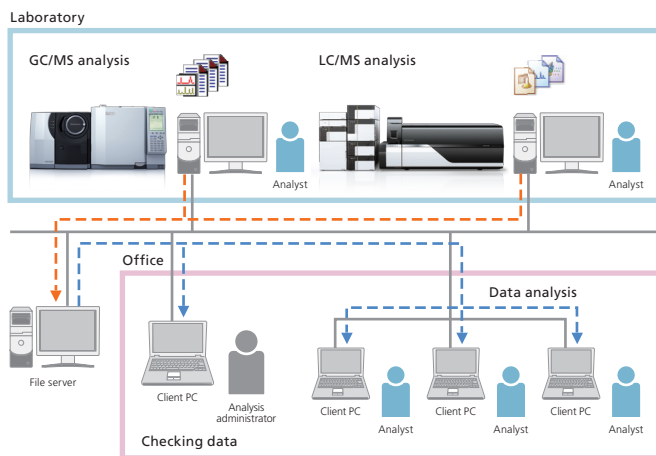 Laboratory
GC/MS analysis
LC/MS analysis
Analyst
Analyst
Office
Data analysis
File server
Client PC
Analysis
administrator
Client PC
Analyst
Client PC
Analyst
Client PC
Analyst
Checking data